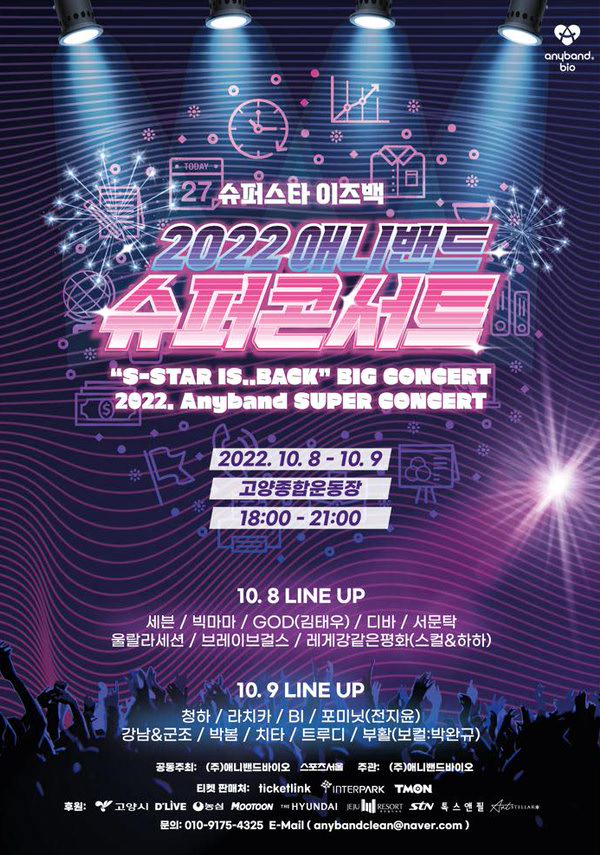 anyband.
bio
TODAY
27
슈퍼스타 이즈백
2022 애니밴드
슈퍼콘서트
"S-STAR IS..BACK" BIG CONCERT
2022. Anyband SUPER CONCERT
2022. 10. 8 - 10. 9
고양종합운동장
18:00 - 21:00
10. 8 LINE UP
세븐 / 빅마마 / GOD(김태우) / 디바 / 서문탁
울랄라세션 / 브레이브걸스 / 레게강같은평화(스컬&하하)
10. 9 LINE UP
청하 / 라치카 / BI / 포미닛(전지윤)
강남&군조 / 박봄 / 치타 / 트루디 / 부활(보컬:박완규)
공동주최: (주)애니밴드바이오 스포츠서울 주관: (주)애니밴드바이오
티켓 판매처: ticketlink INTERPARK TMON
후원: 고양시 D'LIVE 농심 MOOTOON THE HYUNDAI JEJU RESORT STN 톡스앤필 ArtSTELLAR
문의: 010-9175-4325 E-Mail ( anybandclean@naver.com )